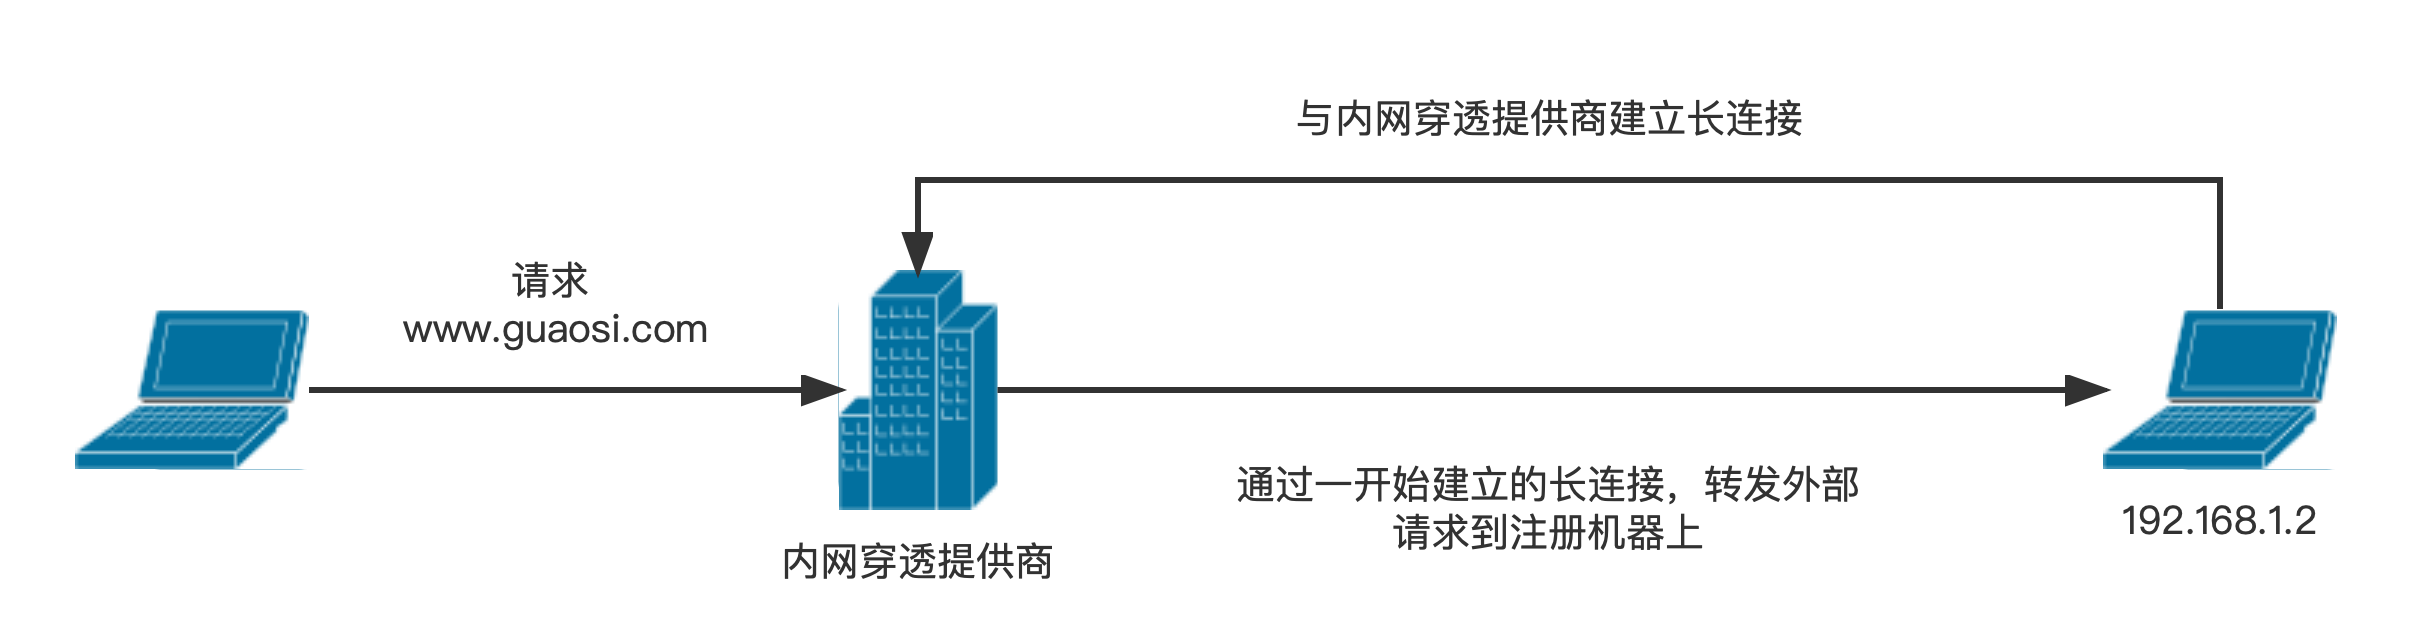 与内网穿透提供商建立长连接
请求
www.guaosi.com
通过一开始建立的长连接，转发外部
请求到注册机器上
192.168.1.2
内网穿透提供商